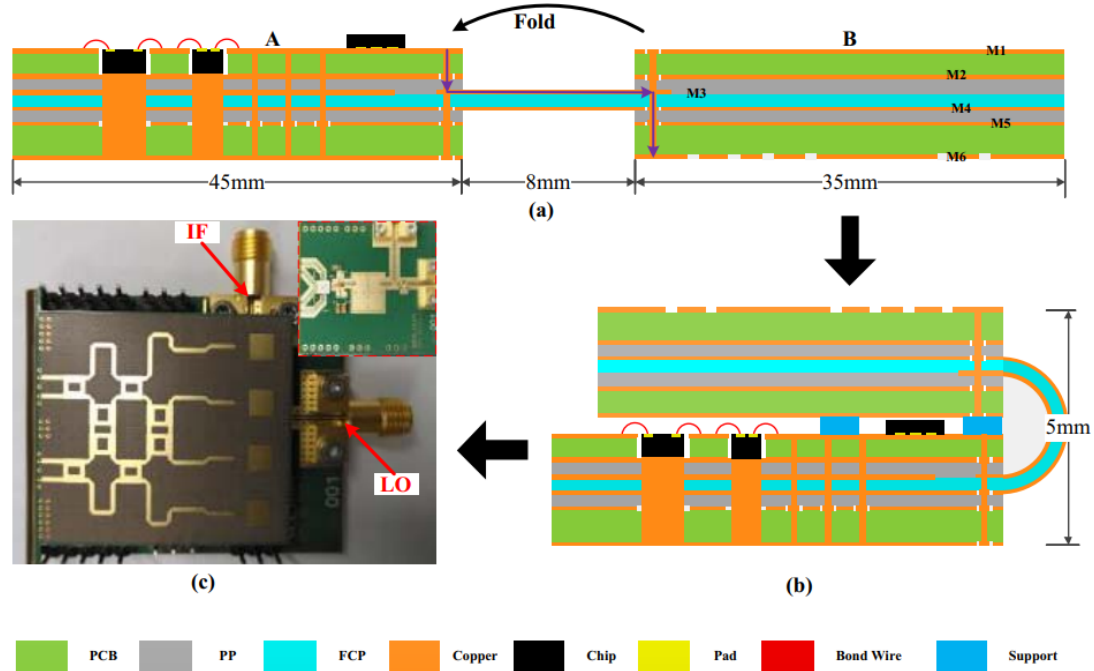 Fold
A
B
M1
M2
M3
M4
M5
M6
45mm
8mm
35mm
(a)
IF
LO
001
(c)
5mm
(b)
PCB
PP
FCP
Copper
Chip
Pad
Bond Wire
Support